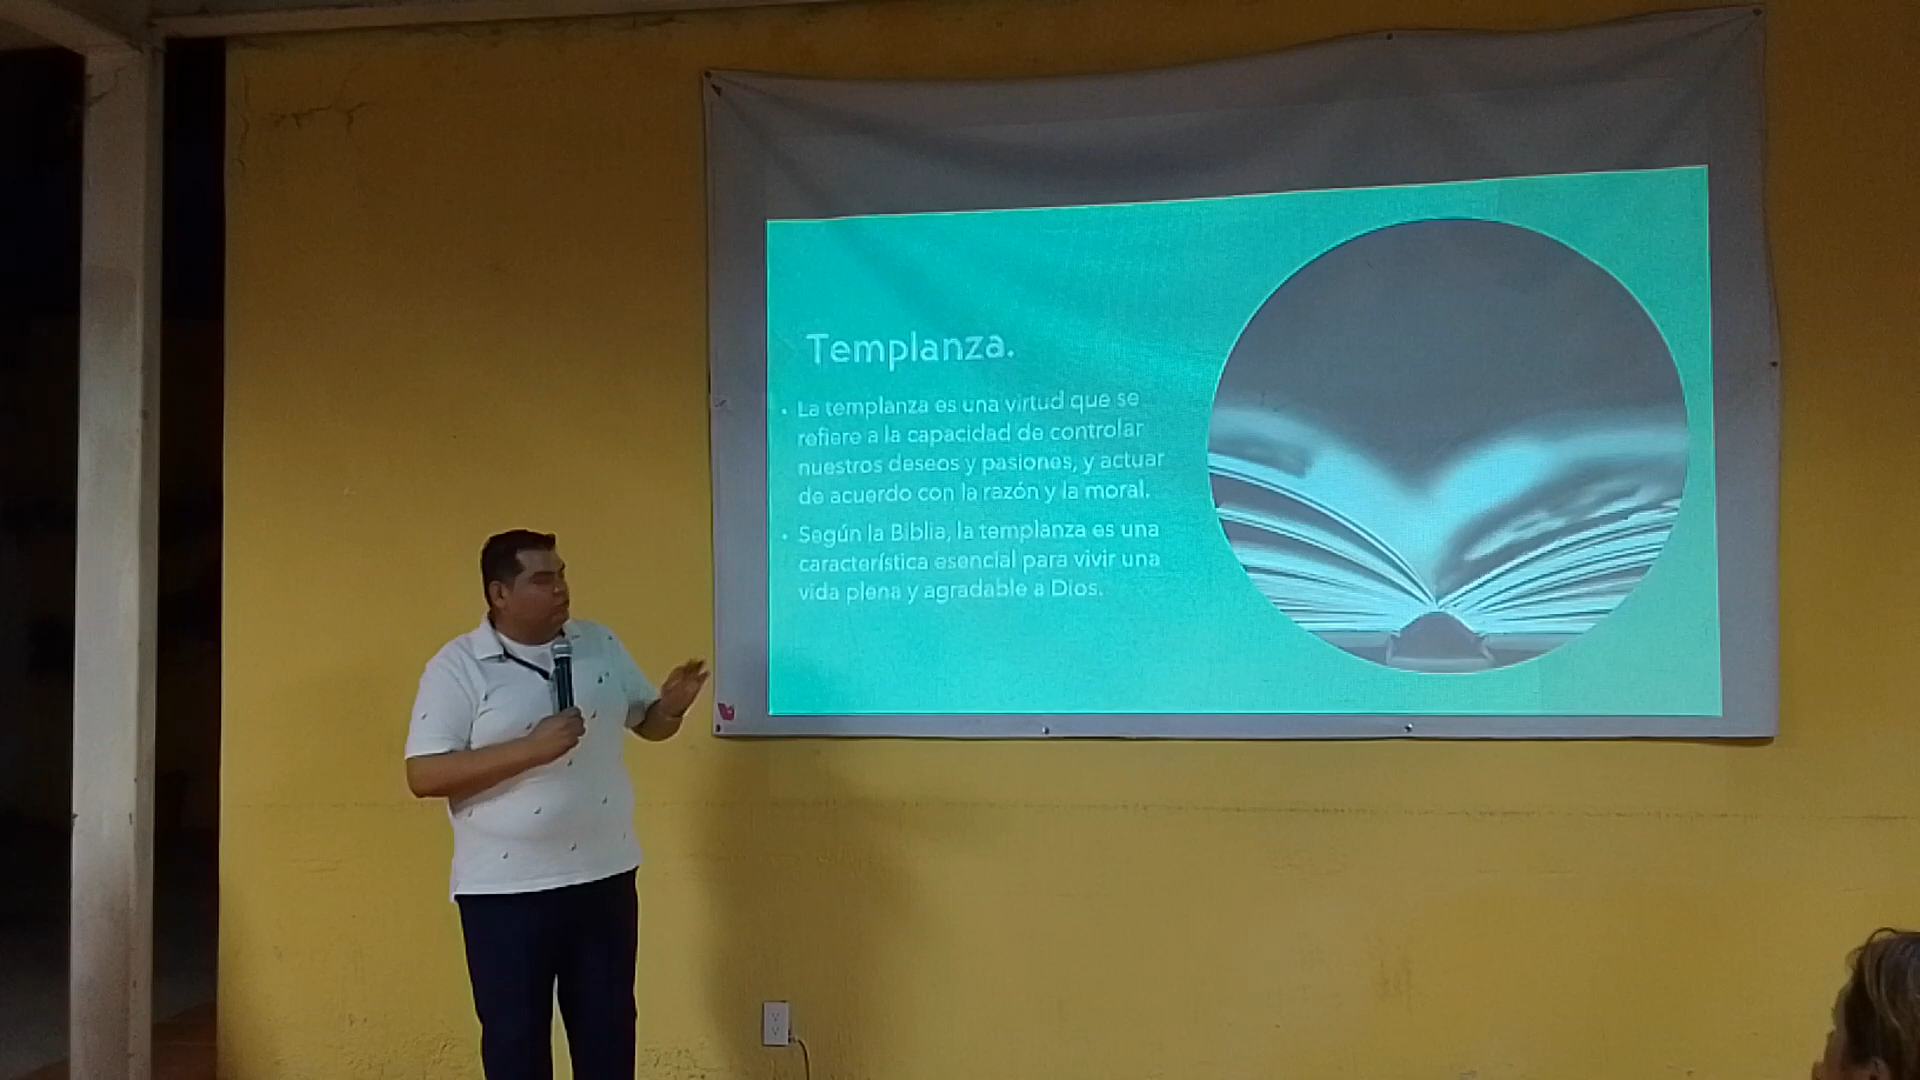 Templanza.
• La templanza es una virtud que se
refiere a la capacidad de controlar
nuestros deseos y pasiones, y actuar
de acuerdo con la razón y la moral.
• Según la Biblia, la templanza es una
característica esencial para vivir una
vida plena y agradable a Dios.